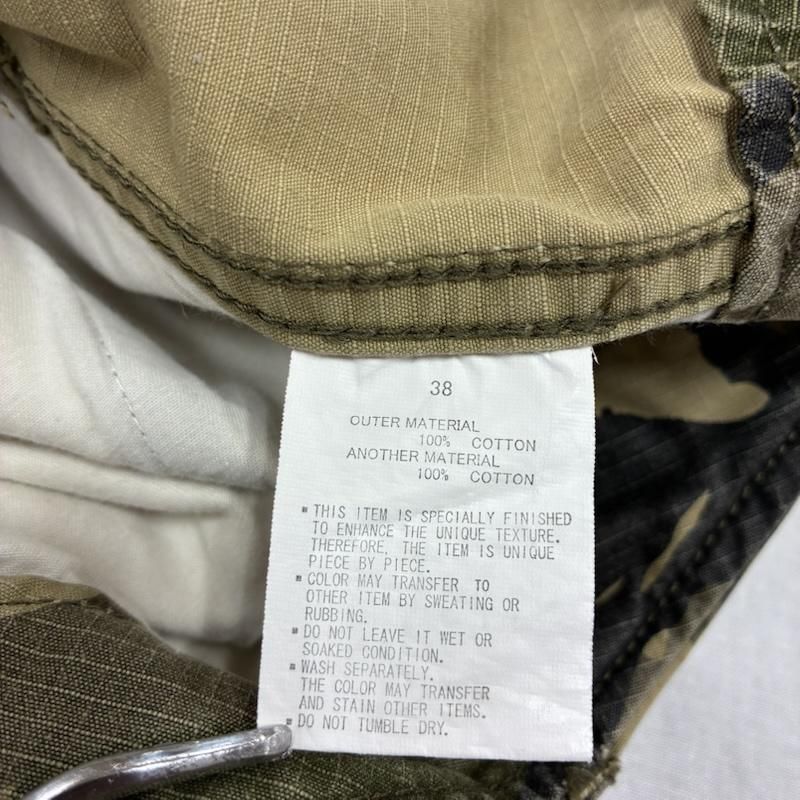 38
OUTER MATERIAL
100% COTTON
ANOTHER MATERIAL
100% COTTON
▪THIS ITEM IS SPECIALLY FINISHED
TO ENHANCE THE UNIQUE TEXTURE.
THEREFORE, THE ITEM IS UNIQUE
PIECE BY PIECE.
▪COLOR MAY TRANSFER TO
OTHER ITEM BY SWEATING OR
RUBBING.
▪DO NOT LEAVE IT WET OR
SOAKED CONDITION.
▪WASH SEPARATELY.
THE COLOR MAY TRANSFER
AND STAIN OTHER ITEMS.
▪DO NOT TUMBLE DRY.